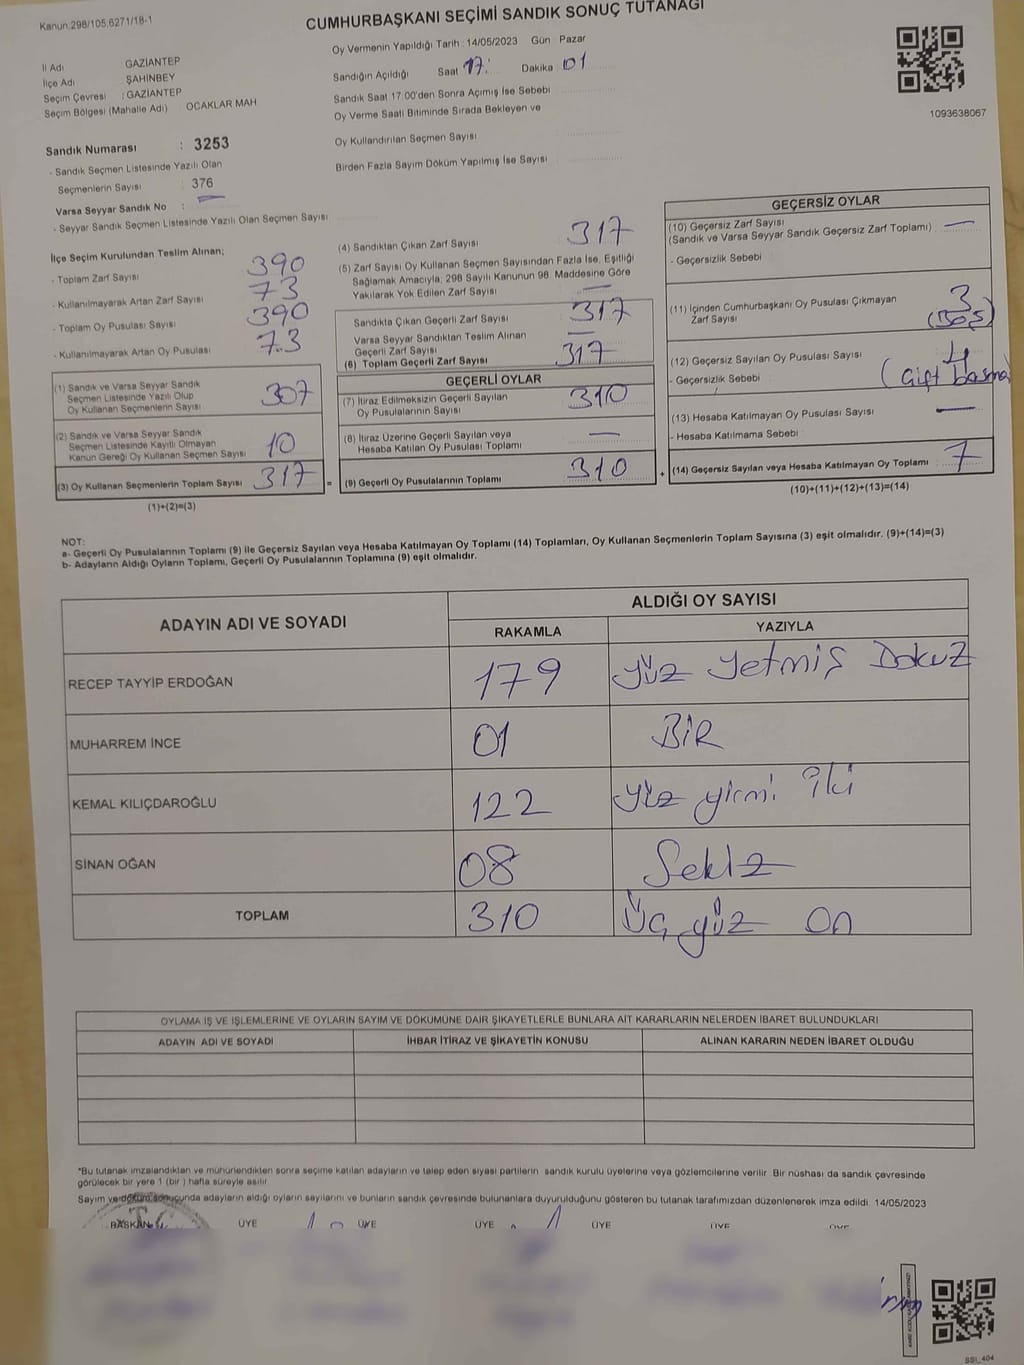 Kanun:298/105,6271/18-1
CUMHURBAŞKANI SEÇİMİ SANDIK SONUÇ TUTANAĞI
İl Adı GAZİANTEP
İlçe Adı ŞAHİNBEY
Seçim Çevresi : GAZİANTEP
Seçim Bölgesi (Mahalle Adı) OCAKLAR MAH
Oy Vermenin Yapıldığı Tarih : 14/05/2023 Gün : Pazar
Sandığın Açıldığı Saat 17: Dakika 01
Sandık Saat 17:00'den Sonra Açımış İse Sebebi
Oy Verme Saati Bitiminde Sırada Bekleyen ve
Oy Kullandırılan Seçmen Sayısı
Birden Fazla Sayım Döküm Yapılmış İse Sayısı
1093638067
Sandık Numarası : 3253
- Sandık Seçmen Listesinde Yazılı Olan
Seçmenlerin Sayısı : 376
Varsa Seyyar Sandık No : —
- Seyyar Sandık Seçmen Listesinde Yazılı Olan Seçmen Sayısı
İlçe Seçim Kurulundan Teslim Alınan;
- Toplam Zarf Sayısı 390
- Kullanılmayarak Artan Zarf Sayısı 73
- Toplam Oy Pusulası Sayısı 390
- Kullanılmayarak Artan Oy Pusulası 73
(1) Sandık ve Varsa Seyyar Sandık
Seçmen Listesinde Yazılı Olup
Oy Kullanan Seçmenlerin Sayısı 307
(2) Sandık ve Varsa Seyyar Sandık
Seçmen Listesinde Kayıtlı Olmayan
Kanun Gereği Oy Kullanan Seçmen Sayısı 10
(3) Oy Kullanan Seçmenlerin Toplam Sayısı 317 =
(1)+(2)=(3)
(4) Sandıktan Çıkan Zarf Sayısı 317
(5) Zarf Sayısı Oy Kullanan Seçmen Sayısından Fazla İse, Eşitliği
Sağlamak Amacıyla, 298 Sayılı Kanunun 98. Maddesine Göre
Yakılarak Yok Edilen Zarf Sayısı —
Sandıkta Çıkan Geçerli Zarf Sayısı 317
Varsa Seyyar Sandıktan Teslim Alınan
Geçerli Zarf Sayısı —
(6) Toplam Geçerli Zarf Sayısı 317
GEÇERLİ OYLAR
(7) İtiraz Edilmeksizin Geçerli Sayılan
Oy Pusulalarının Sayısı 310
(8) İtiraz Üzerine Geçerli Sayılan veya
Hesaba Katılan Oy Pusulası Toplamı —
(9) Geçerli Oy Pusulalarının Toplamı 310 +
GEÇERSİZ OYLAR
(10) Geçersiz Zarf Sayısı
(Sandık ve Varsa Seyyar Sandık Geçersiz Zarf Toplamı) —
- Geçersizlik Sebebi
(11) İçinden Cumhurbaşkanı Oy Pusulası Çıkmayan 3
Zarf Sayısı (Boş)
(12) Geçersiz Sayılan Oy Pusulası Sayısı 4
- Geçersizlik Sebebi (Çift basma
(13) Hesaba Katılmayan Oy Pusulası Sayısı —
- Hesaba Katılmama Sebebi
(14) Geçersiz Sayılan veya Hesaba Katılmayan Oy Toplamı 7
(10)+(11)+(12)+(13)=(14)
NOT:
a- Geçerli Oy Pusulalarının Toplamı (9) ile Geçersiz Sayılan veya Hesaba Katılmayan Oy Toplamı (14) Toplamları, Oy Kullanan Seçmenlerin Toplam Sayısına (3) eşit olmalıdır. (9)+(14)=(3)
b- Adayların Aldığı Oyların Toplamı, Geçerli Oy Pusulalarının Toplamına (9) eşit olmalıdır.
ADAYIN ADI VE SOYADI ALDIĞI OY SAYISI
RAKAMLA YAZIYLA
RECEP TAYYİP ERDOĞAN 179 Yüz Yetmiş Dokuz
MUHARREM İNCE 01 BİR
KEMAL KILIÇDAROĞLU 122 Yüz yirmi iki
SİNAN OĞAN 08 Sekiz
TOPLAM 310 Üç yüz on
OYLAMA İŞ VE İŞLEMLERİNE VE OYLARIN SAYIM VE DÖKÜMÜNE DAİR ŞİKAYETLERLE BUNLARA AİT KARARLARIN NELERDEN İBARET BULUNDUKLARI
ADAYIN ADI VE SOYADI İHBAR İTİRAZ VE ŞİKAYETİN KONUSU ALINAN KARARIN NEDEN İBARET OLDUĞU
*Bu tutanak imzalandıktan ve mühürlendikten sonra seçime katılan adayların ve talep eden siyasi partilerin sandık kurulu üyelerine veya gözlemcilerine verilir. Bir nüshası da sandık çevresinde
görülecek bir yere 1 (bir ) hafta süreyle asılır.
Sayım ve döküm sonucunda adayların aldığı oyların sayılarını ve bunların sandık çevresinde bulunanlara duyurulduğunu gösteren bu tutanak tarafımızdan düzenlenerek imza edildi. 14/05/2023
BAŞKAN ÜYE ÜYE ÜYE ÜYE ÜYE ÜYE
SSI_404